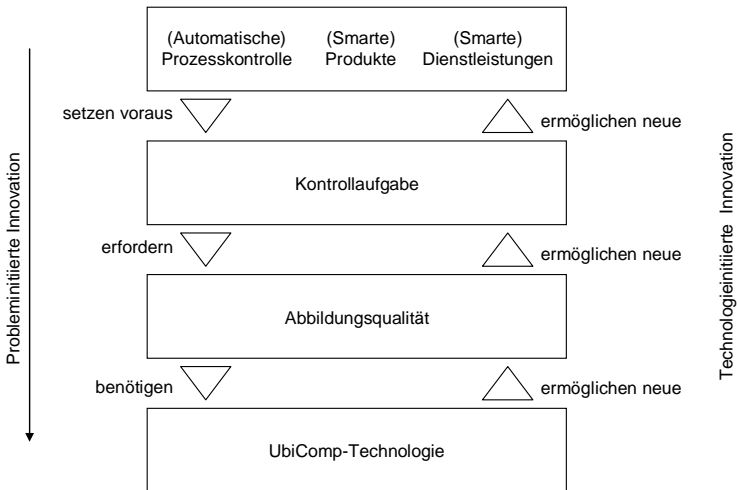 (Automatische)
Prozesskontrolle
(Smarte)
Produkte
(Smarte)
Dienstleistungen
setzen voraus
ermöglichen neue
Kontrollaufgabe
erfordern
ermöglichen neue
Abbildungsqualität
benötigen
ermöglichen neue
UbiComp-Technologie
Probleminitiierte Innovation
Technologieinitiierte Innovation